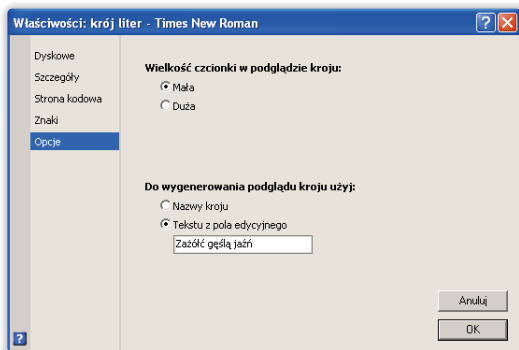 Właściwości: krój liter - Times New Roman
Dyskowe
Szczegóły
Strona kodowa
Znaki
Opcje
Wielkość czcionki w podglądzie kroju:
Mała
Duża
Do wygenerowania podglądu kroju użyj:
Nazwy kroju
Tekstu z pola edycyjnego
Zażółć gęślą jaźń
Anuluj
OK